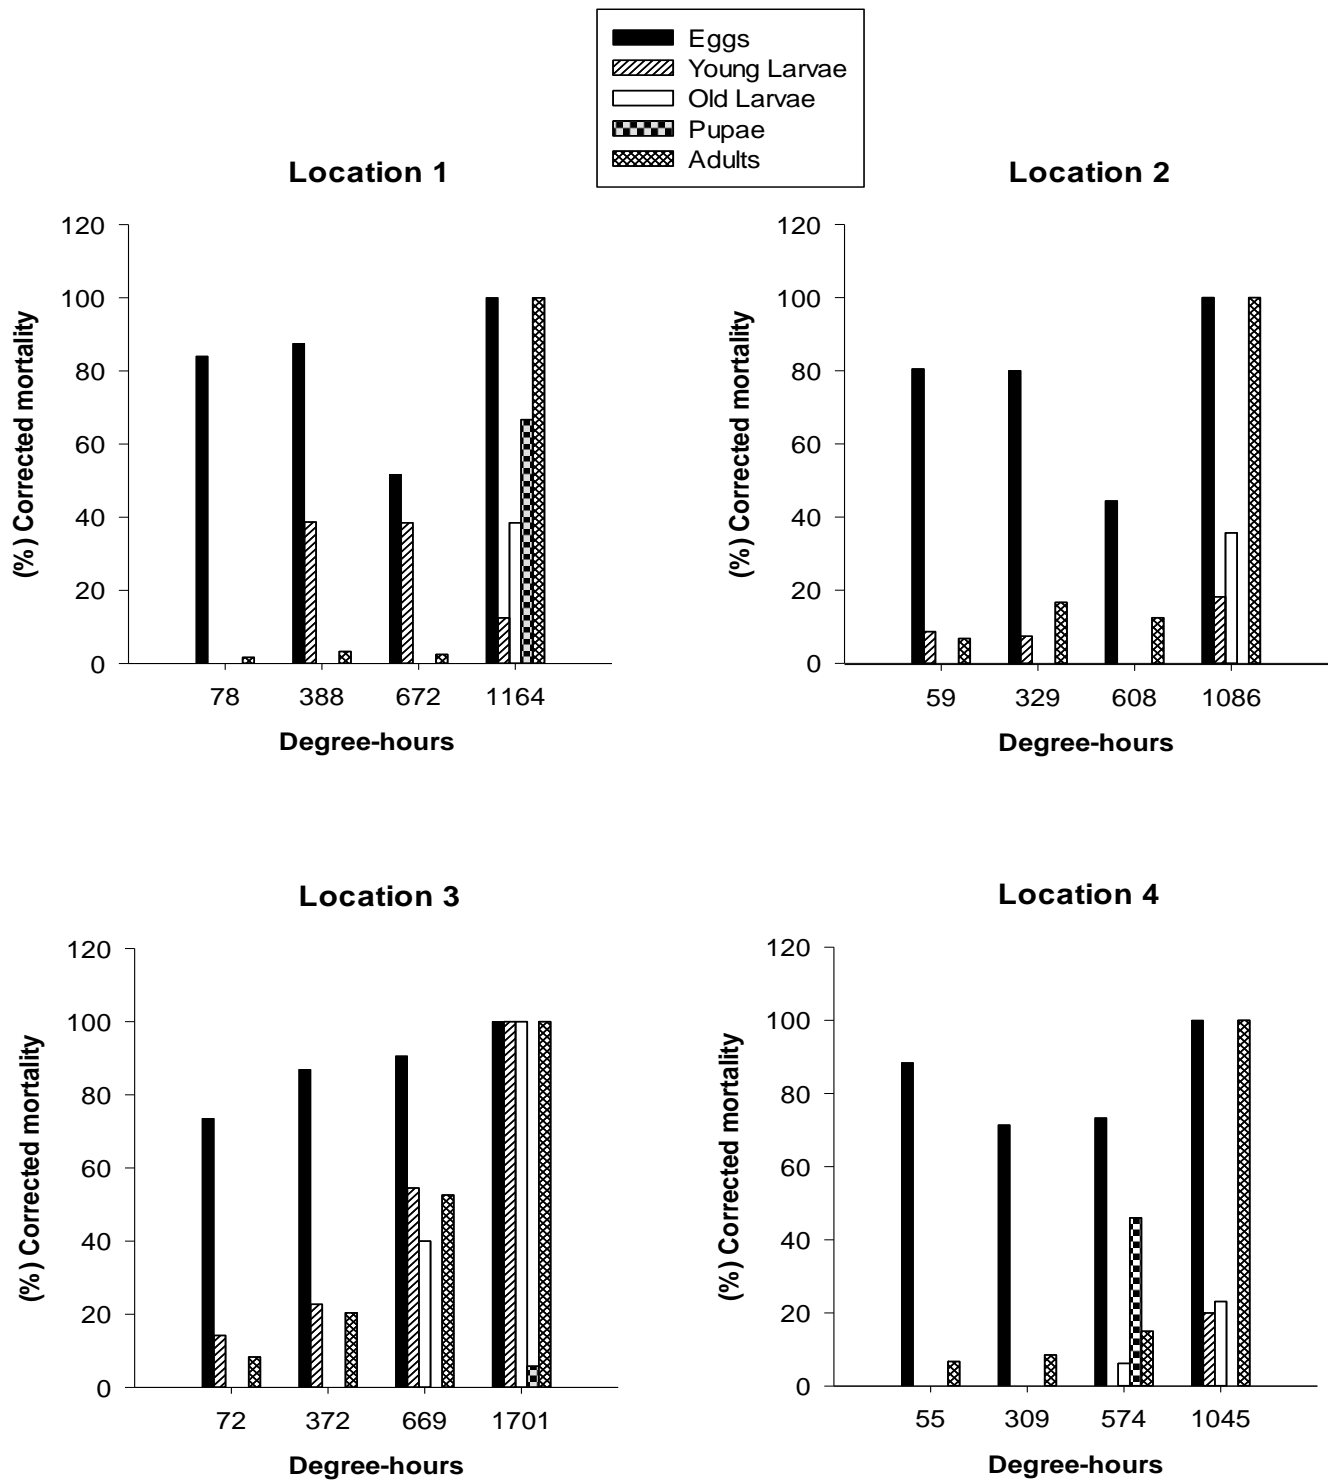 Eggs
Young Larvae
Old Larvae
Pupae
Adults
Location 1
120
100
80
60
40
20
0
(%) Corrected mortality
78 388 672 1164
Degree-hours
Location 2
120
100
80
60
40
20
0
(%) Corrected mortality
59 329 608 1086
Degree-hours
Location 3
120
100
80
60
40
20
0
(%) Corrected mortality
72 372 669 1701
Degree-hours
Location 4
120
100
80
60
40
20
0
(%) Corrected mortality
55 309 574 1045
Degree-hours